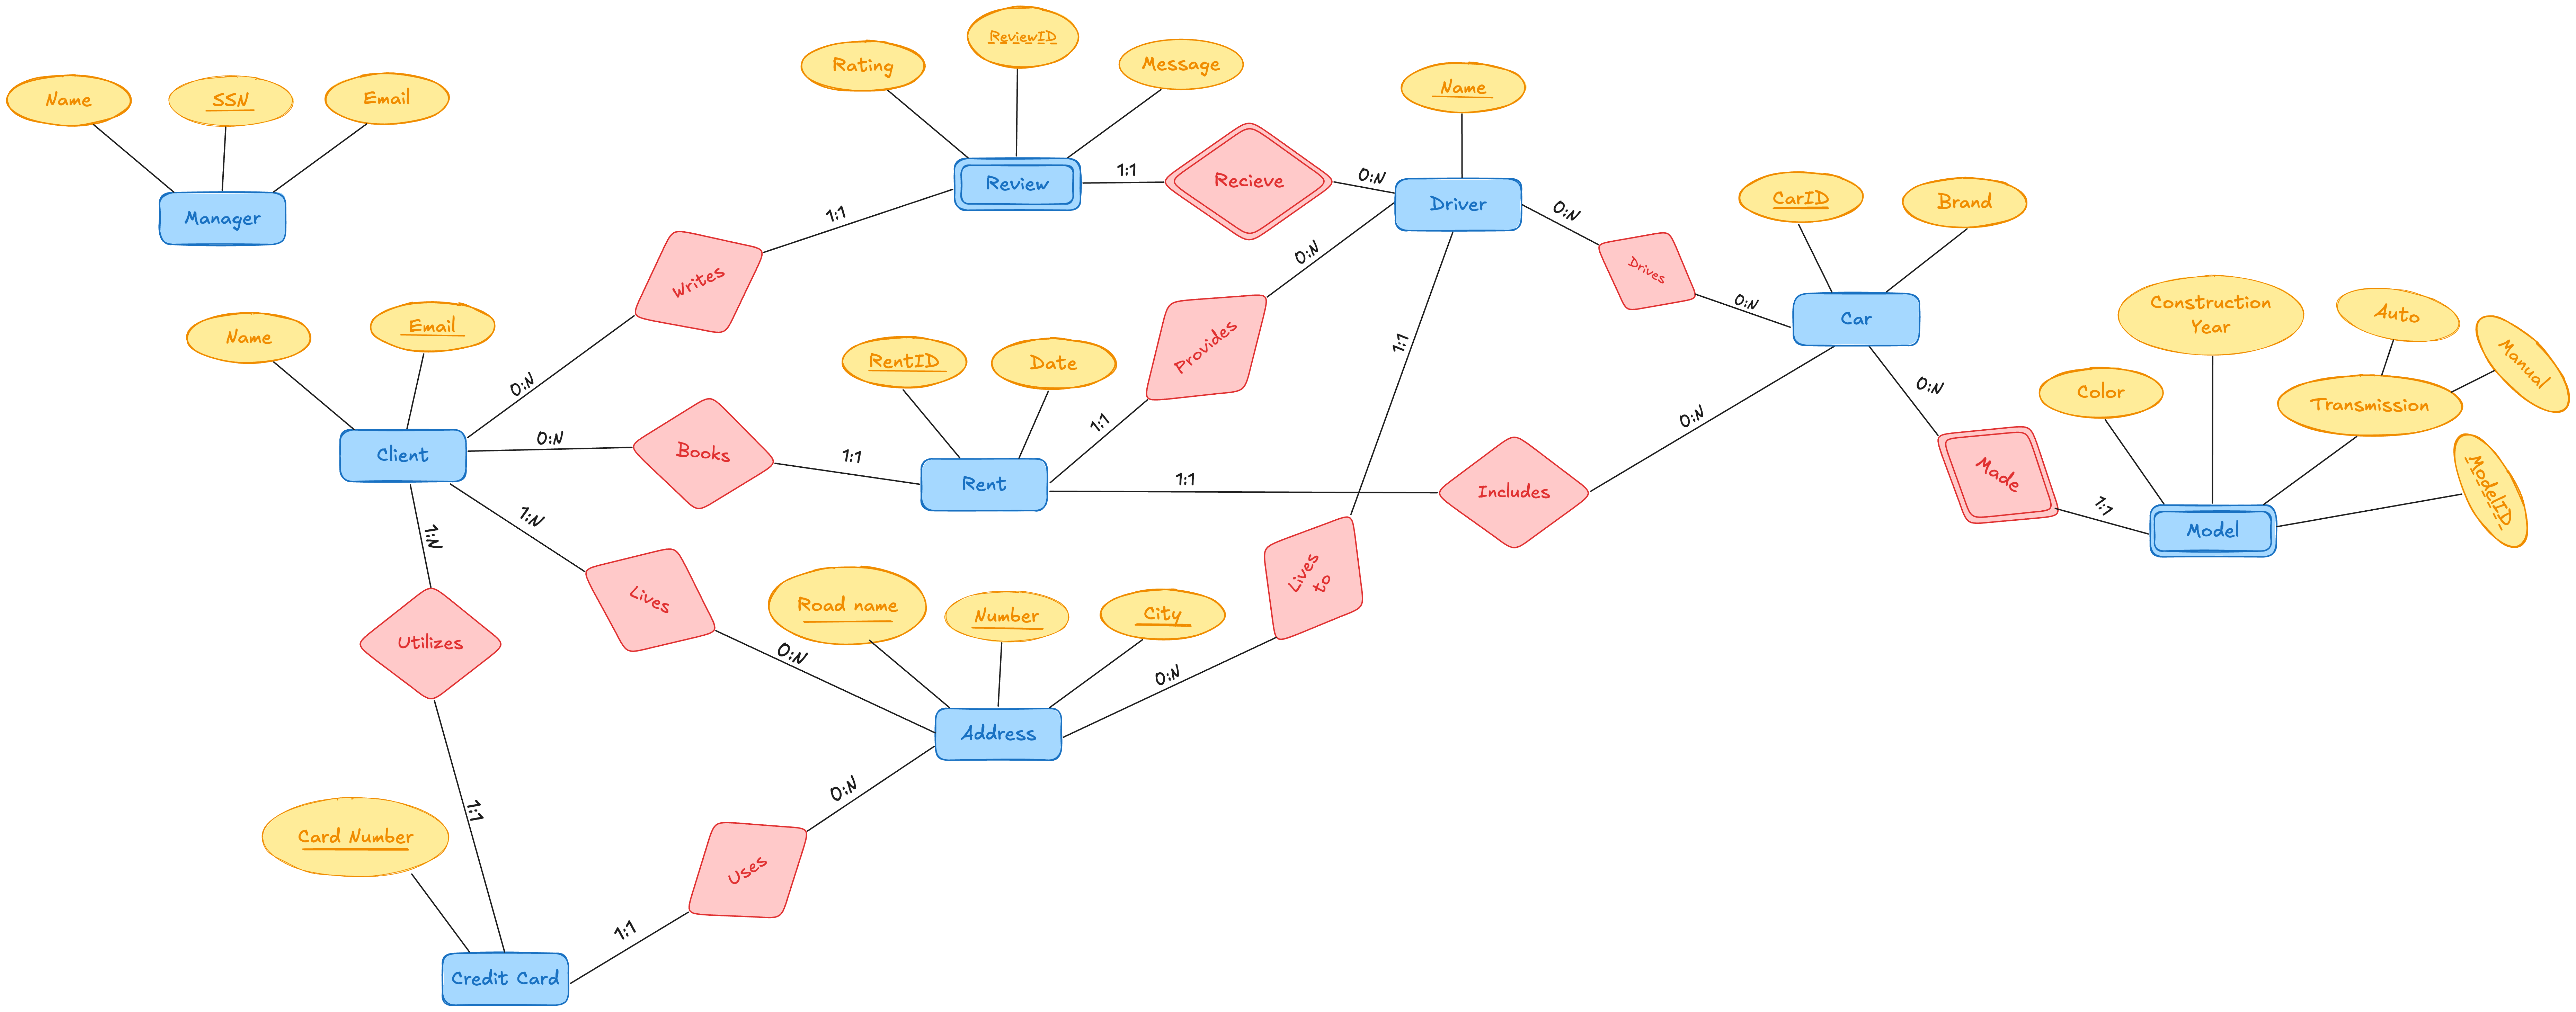 ReviewID
Rating
Message
Name
SSN
Email
Name
Review
1:1
Recieve
0:N
Driver
Manager
1:1
Writes
0:N
Drives
0:N
CarID
Brand
Car
Name
Email
0:N
Provides
0:N
1:1
Construction
Year
Auto
Manual
RentID
Date
1:1
Color
Transmission
0:N
Client
0:N
Books
1:1
Rent
1:1
Includes
0:N
Made
1:1
Model
ModelID
1:N
1:N
Utilizes
Lives
0:N
Road name
Number
City
Lives
to
0:N
Address
1:1
0:N
Card Number
Uses
1:1
Credit Card